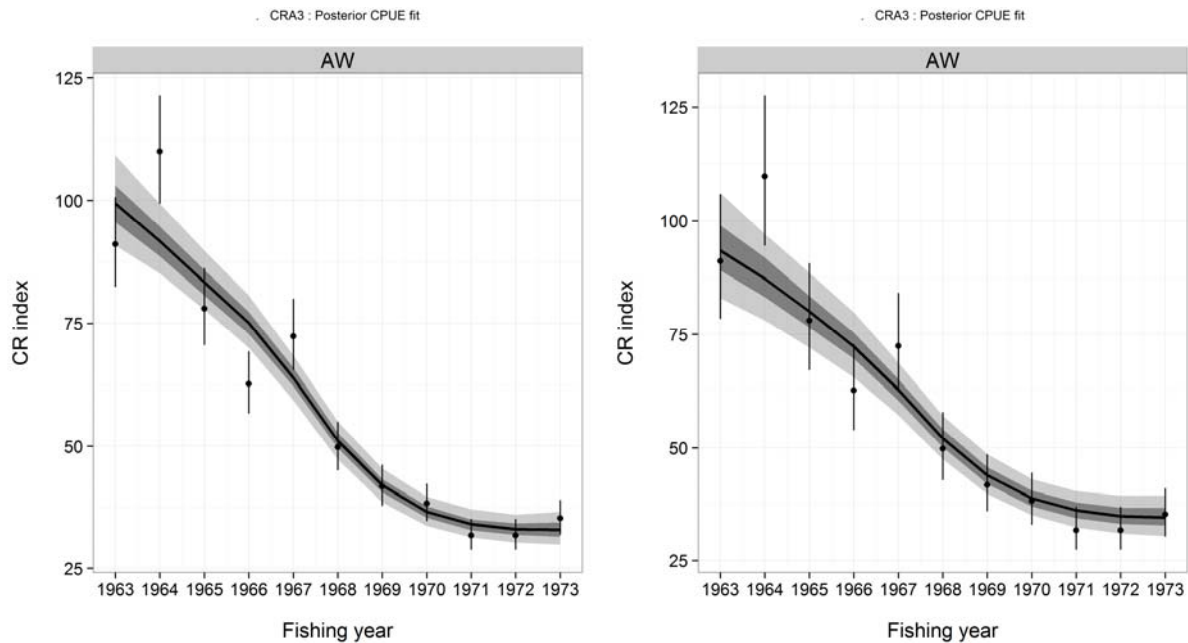 . CRA3 : Posterior CPUE fit
AW
125
100
75
50
25
CR index
1963 1964 1965 1966 1967 1968 1969 1970 1971 1972 1973
Fishing year
. CRA3 : Posterior CPUE fit
AW
125
100
75
50
25
CR index
1963 1964 1965 1966 1967 1968 1969 1970 1971 1972 1973
Fishing year